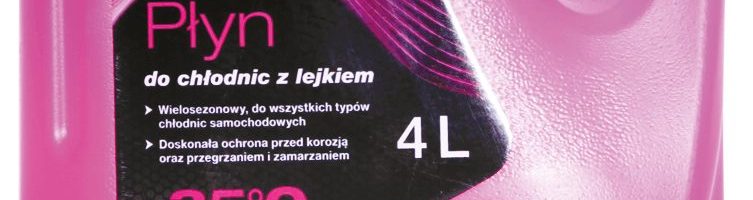 Płyn
do chłodnic z lejkiem
Wielosezonowy, do wszystkich typów
chłodnic samochodowych
Doskonała ochrona przed korozją
oraz przegrzaniem i zamarzaniem
4 L